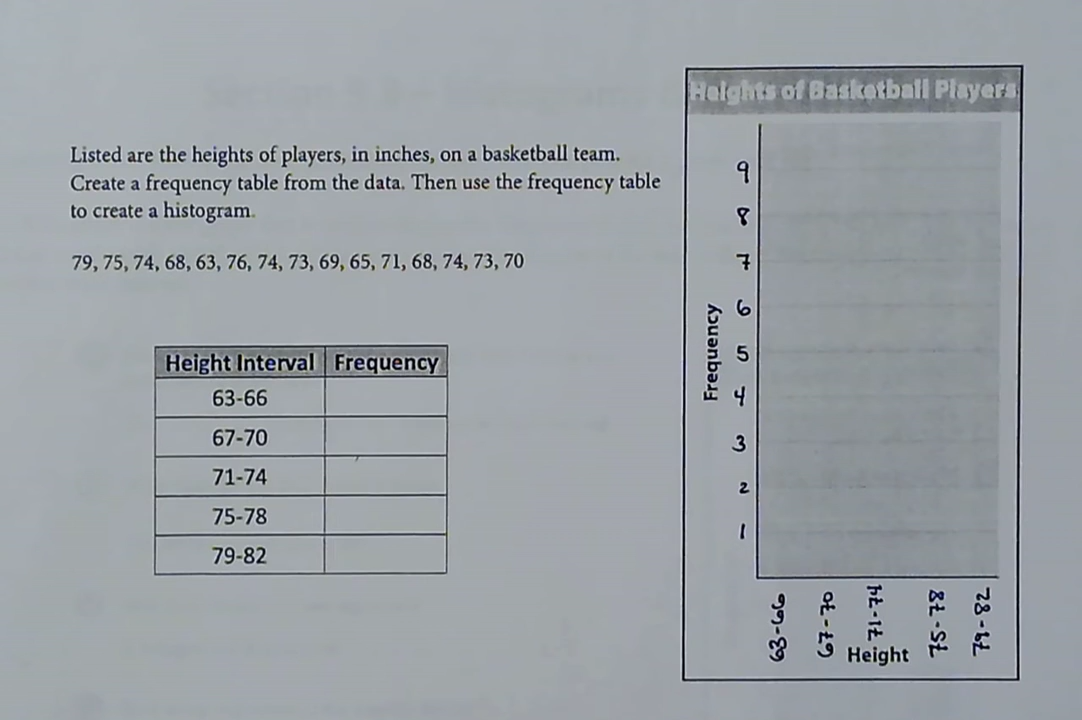 Listed are the heights of players, in inches, on a basketball team.
Create a frequency table from the data. Then use the frequency table
to create a histogram.
79, 75, 74, 68, 63, 76, 74, 73, 69, 65, 71, 68, 74, 73, 70
Height Interval Frequency
63-66
67-70
71-74
75-78
79-82
Heights of Basketball Players
Frequency
9
8
7
6
5
4
3
2
1
63-66
67-70
71-74
75-78
79-82
Height